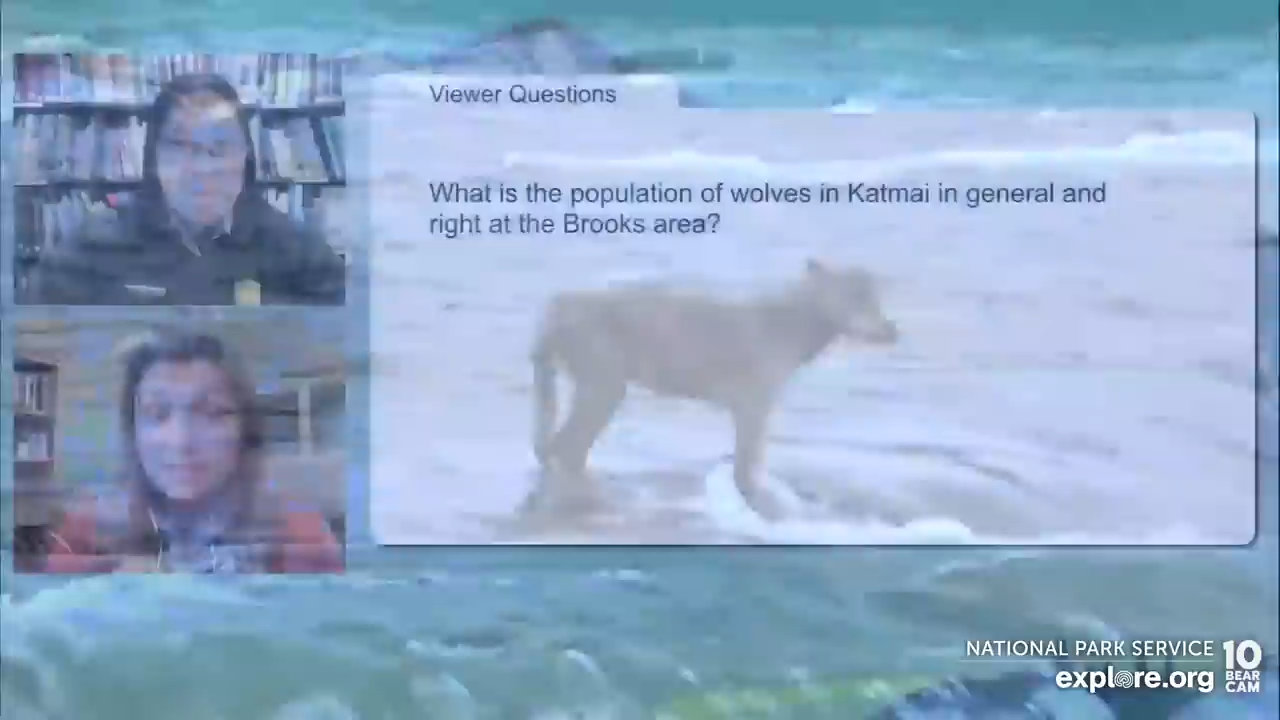 Viewer Questions
What is the population of wolves in Katmai in general and
right at the Brooks area?
NATIONAL PARK SERVICE
explore.org
10
BEAR
CAM